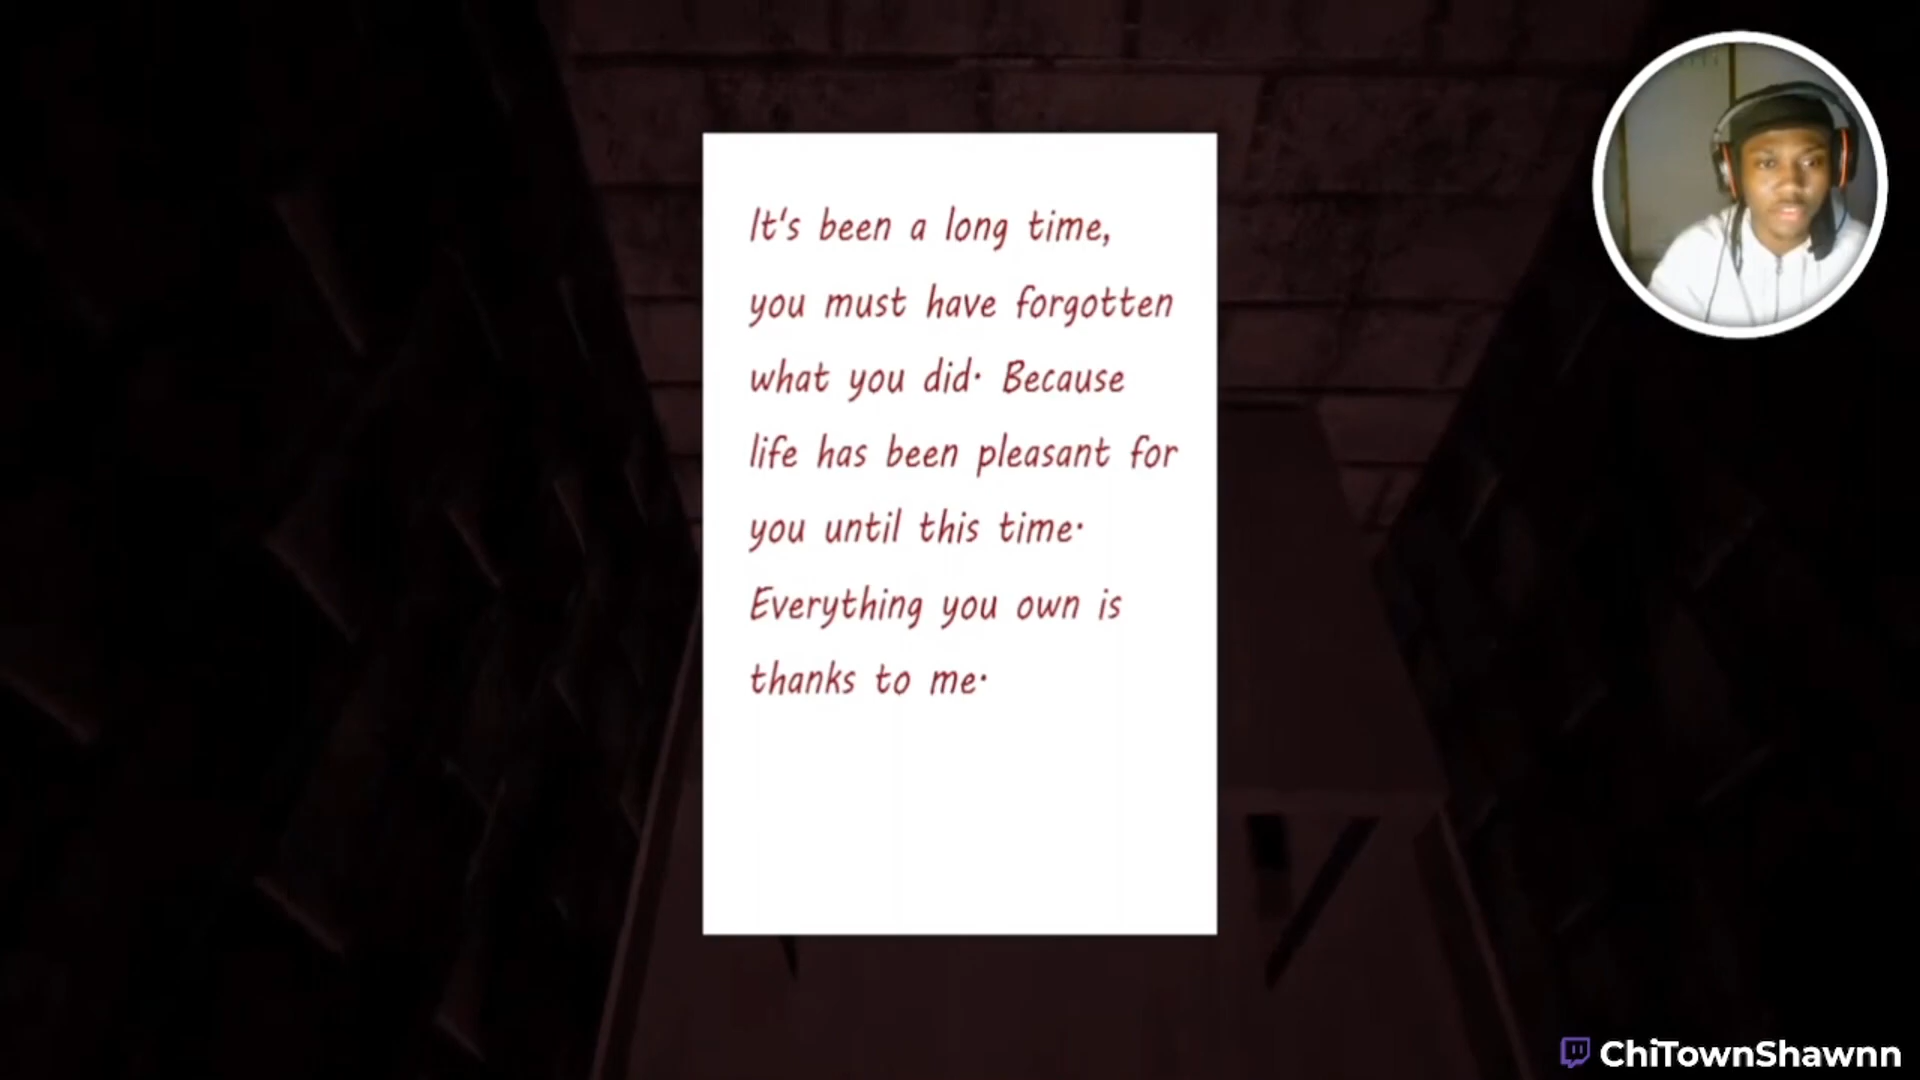 It's been a long time,
you must have forgotten
what you did. Because
life has been pleasant for
you until this time.
Everything you own is
thanks to me.
ChiTownShawnn